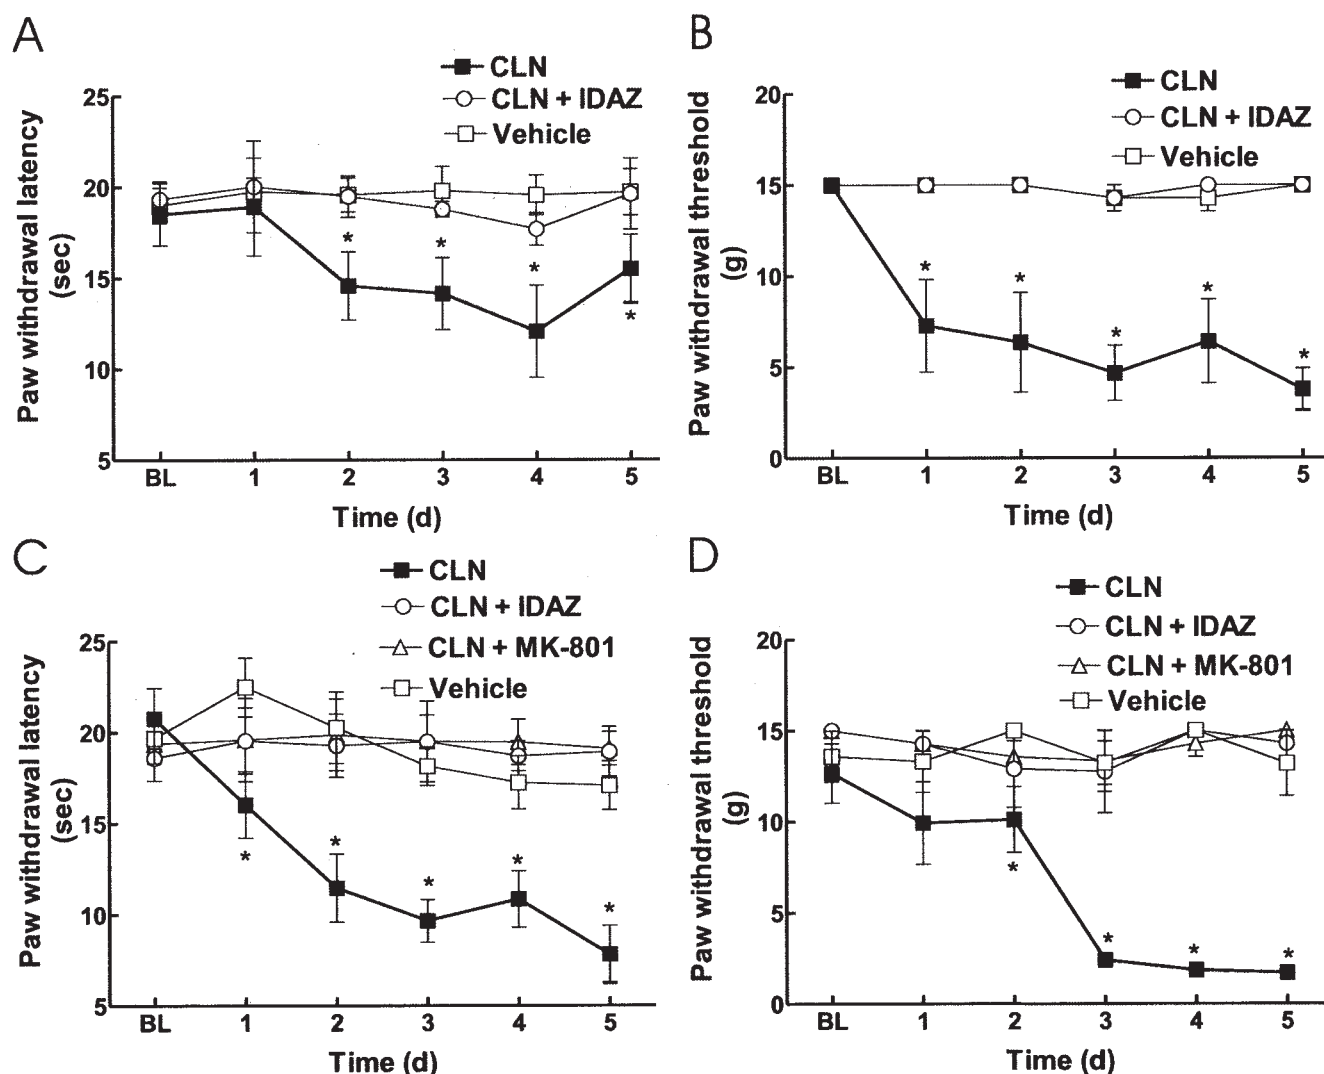 A
CLN
CLN + IDAZ
Vehicle
Paw withdrawal latency
(sec)
25
20
15
10
5
*
*
*
*
BL
1
2
3
4
5
Time (d)
B
CLN
CLN + IDAZ
Vehicle
Paw withdrawal threshold
(g)
20
15
10
5
0
*
*
*
*
*
BL
1
2
3
4
5
Time (d)
C
CLN
CLN + IDAZ
CLN + MK-801
Vehicle
Paw withdrawal latency
(sec)
25
20
15
10
5
*
*
*
*
*
BL
1
2
3
4
5
Time (d)
D
CLN
CLN + IDAZ
CLN + MK-801
Vehicle
Paw withdrawal threshold
(g)
20
15
10
5
0
*
*
*
*
BL
1
2
3
4
5
Time (d)